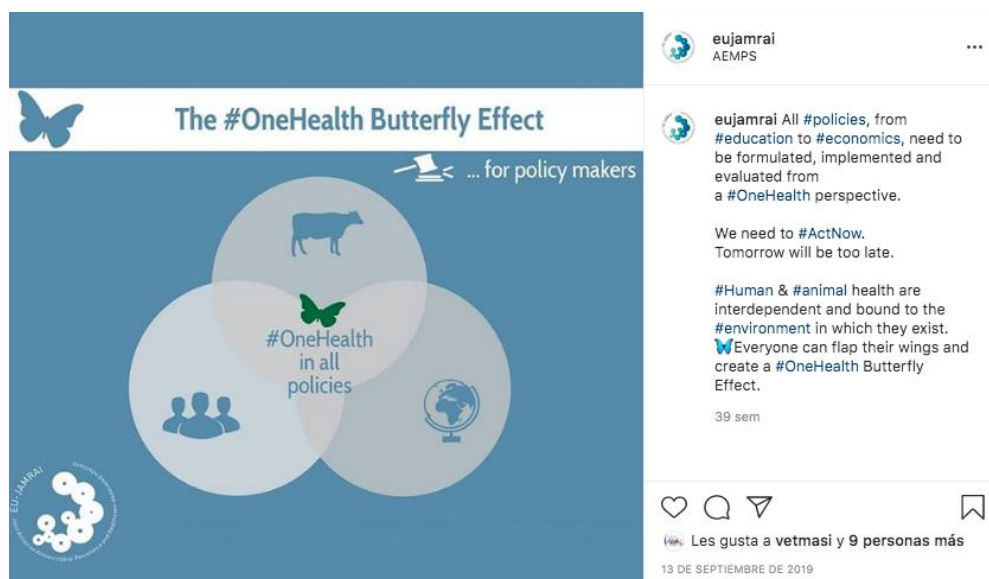 The #OneHealth Butterfly Effect
... for policy makers
#OneHealth
in all
policies
EU-JAMRAI
eujamrai
AEMPS
eujamrai All #policies, from
#education to #economics, need to
be formulated, implemented and
evaluated from
a #OneHealth perspective.
We need to #ActNow.
Tomorrow will be too late.
#Human & #animal health are
interdependent and bound to the
#environment in which they exist.
🦋Everyone can flap their wings and
create a #OneHealth Butterfly
Effect.
39 sem
Les gusta a vetmasi y 9 personas más
13 DE SEPTIEMBRE DE 2019